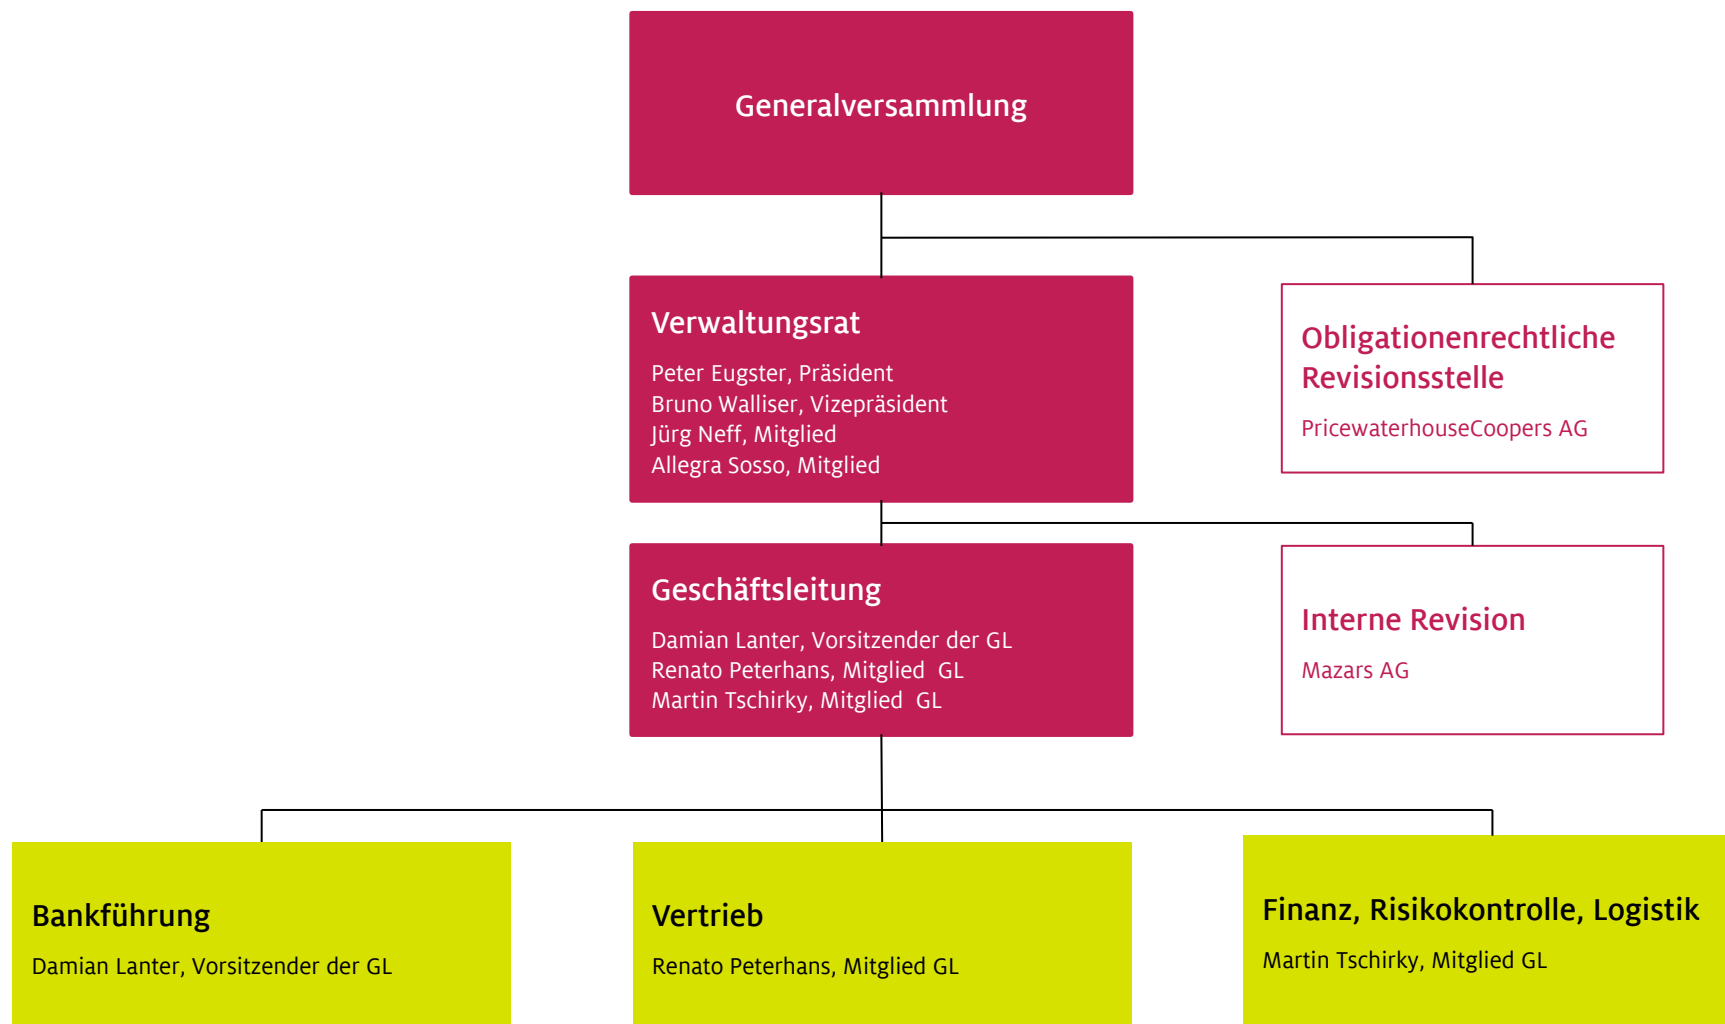 Generalversammlung
Verwaltungsrat
Peter Eugster, Präsident
Bruno Walliser, Vizepräsident
Jürg Neff, Mitglied
Allegra Sosso, Mitglied
Obligationenrechtliche
Revisionsstelle
PricewaterhouseCoopers AG
Geschäftsleitung
Damian Lanter, Vorsitzender der GL
Renato Peterhans, Mitglied  GL
Martin Tschirky, Mitglied  GL
Interne Revision
Mazars AG
Bankführung
Damian Lanter, Vorsitzender der GL
Vertrieb
Renato Peterhans, Mitglied GL
Finanz, Risikokontrolle, Logistik
Martin Tschirky, Mitglied GL